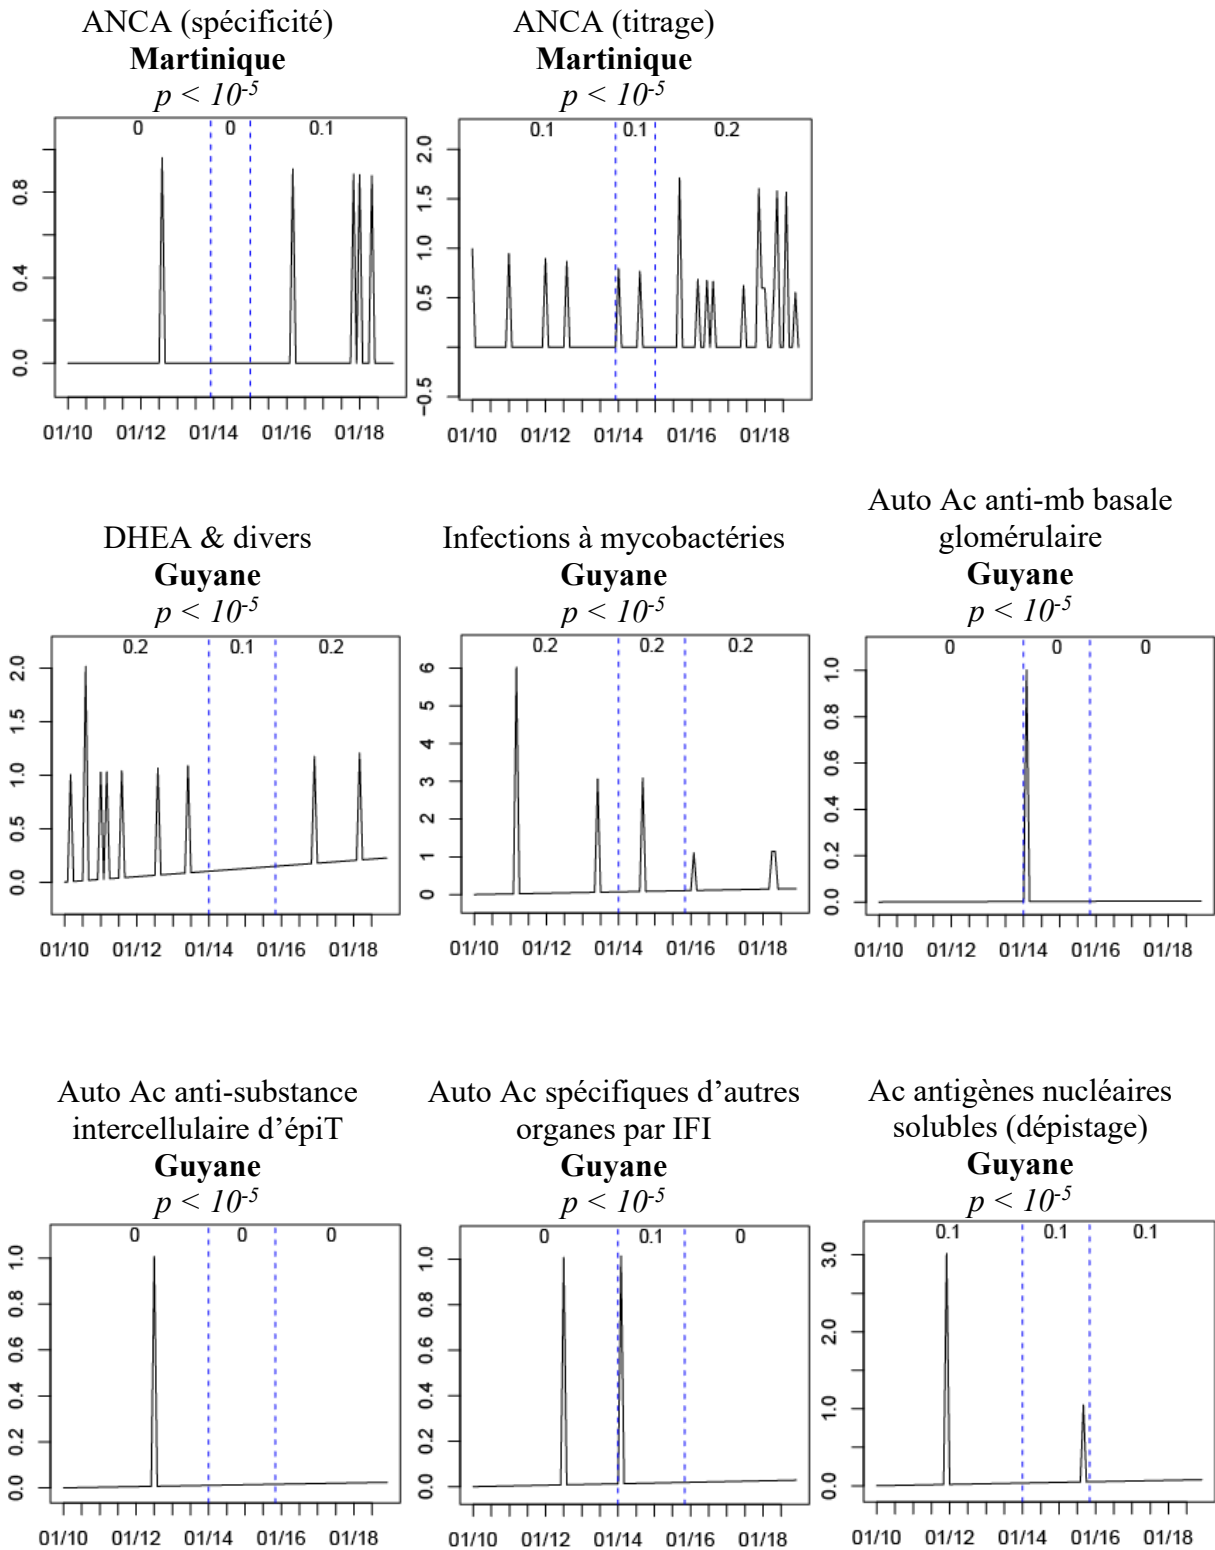 ANCA (spécificité)
Martinique
p < 10-5
0 0 0.1
0.8
0.4
0.0
01/10 01/12 01/14 01/16 01/18
ANCA (titrage)
Martinique
p < 10-5
0.1 0.1 0.2
2.0
1.5
1.0
0.5
−0.5
01/10 01/12 01/14 01/16 01/18
DHEA & divers
Guyane
p < 10-5
0.2 0.1 0.2
2.0
1.5
1.0
0.5
0.0
01/10 01/12 01/14 01/16 01/18
Infections à mycobactéries
Guyane
p < 10-5
0.2 0.2 0.2
6
5
4
3
2
1
0
01/10 01/12 01/14 01/16 01/18
Auto Ac anti-mb basale
glomérulaire
Guyane
p < 10-5
0 0 0
1.0
0.8
0.6
0.4
0.2
0.0
01/10 01/12 01/14 01/16 01/18
Auto Ac anti-substance
intercellulaire d’épiT
Guyane
p < 10-5
0 0 0
1.0
0.8
0.6
0.4
0.2
0.0
01/10 01/12 01/14 01/16 01/18
Auto Ac spécifiques d’autres
organes par IFI
Guyane
p < 10-5
0 0.1 0
1.0
0.8
0.6
0.4
0.2
0.0
01/10 01/12 01/14 01/16 01/18
Ac antigènes nucléaires
solubles (dépistage)
Guyane
p < 10-5
0.1 0.1 0.1
3.0
2.0
1.0
0.0
01/10 01/12 01/14 01/16 01/18